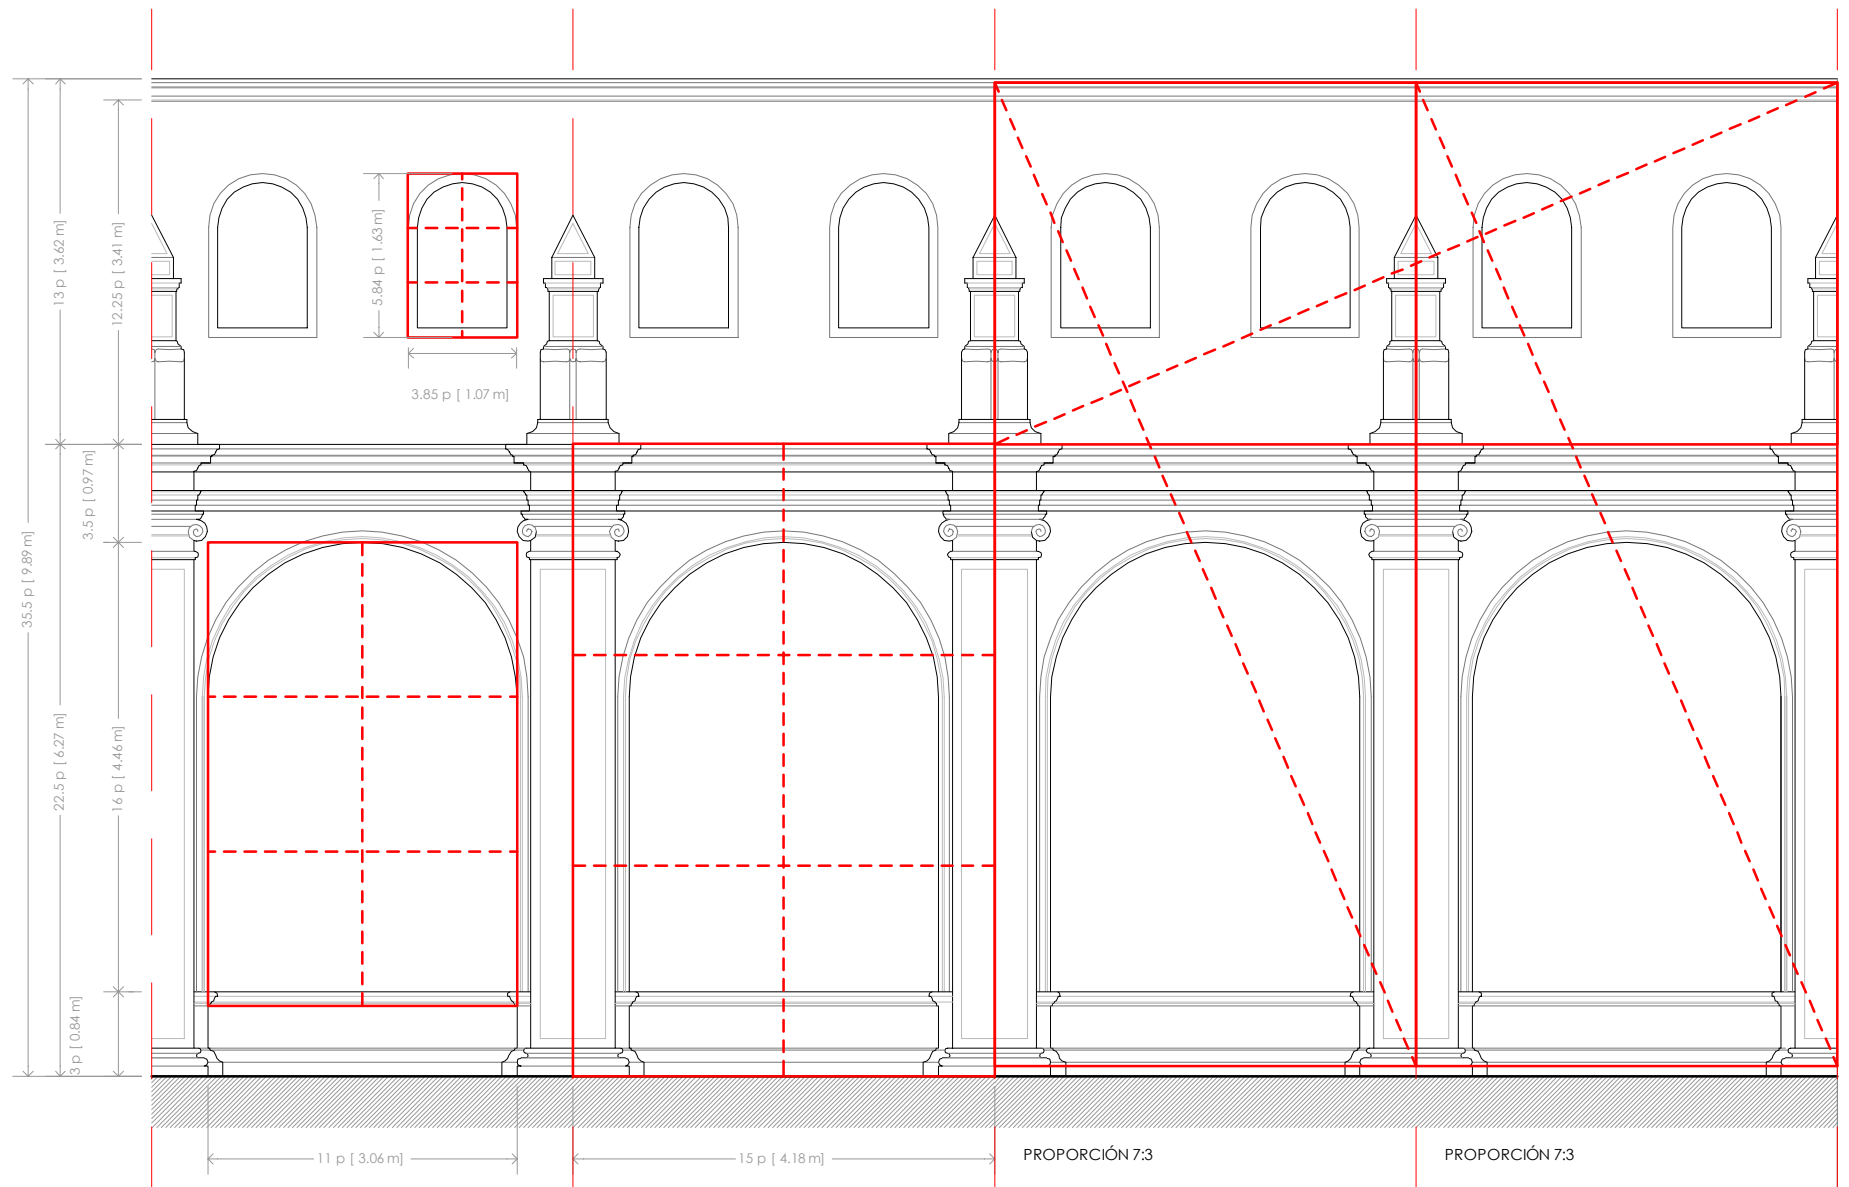 35.5 p [ 9.89 m]
13 p [ 3.62 m]
22.5 p [ 6.27 m]
12.25 p [ 3.41 m]
3.5 p [ 0.97 m]
16 p [ 4.46 m]
3 p [ 0.84 m]
5.84 p [ 1.63 m]
3.85 p [ 1.07 m]
11 p [ 3.06 m]
15 p [ 4.18 m]
PROPORCIÓN 7:3
PROPORCIÓN 7:3